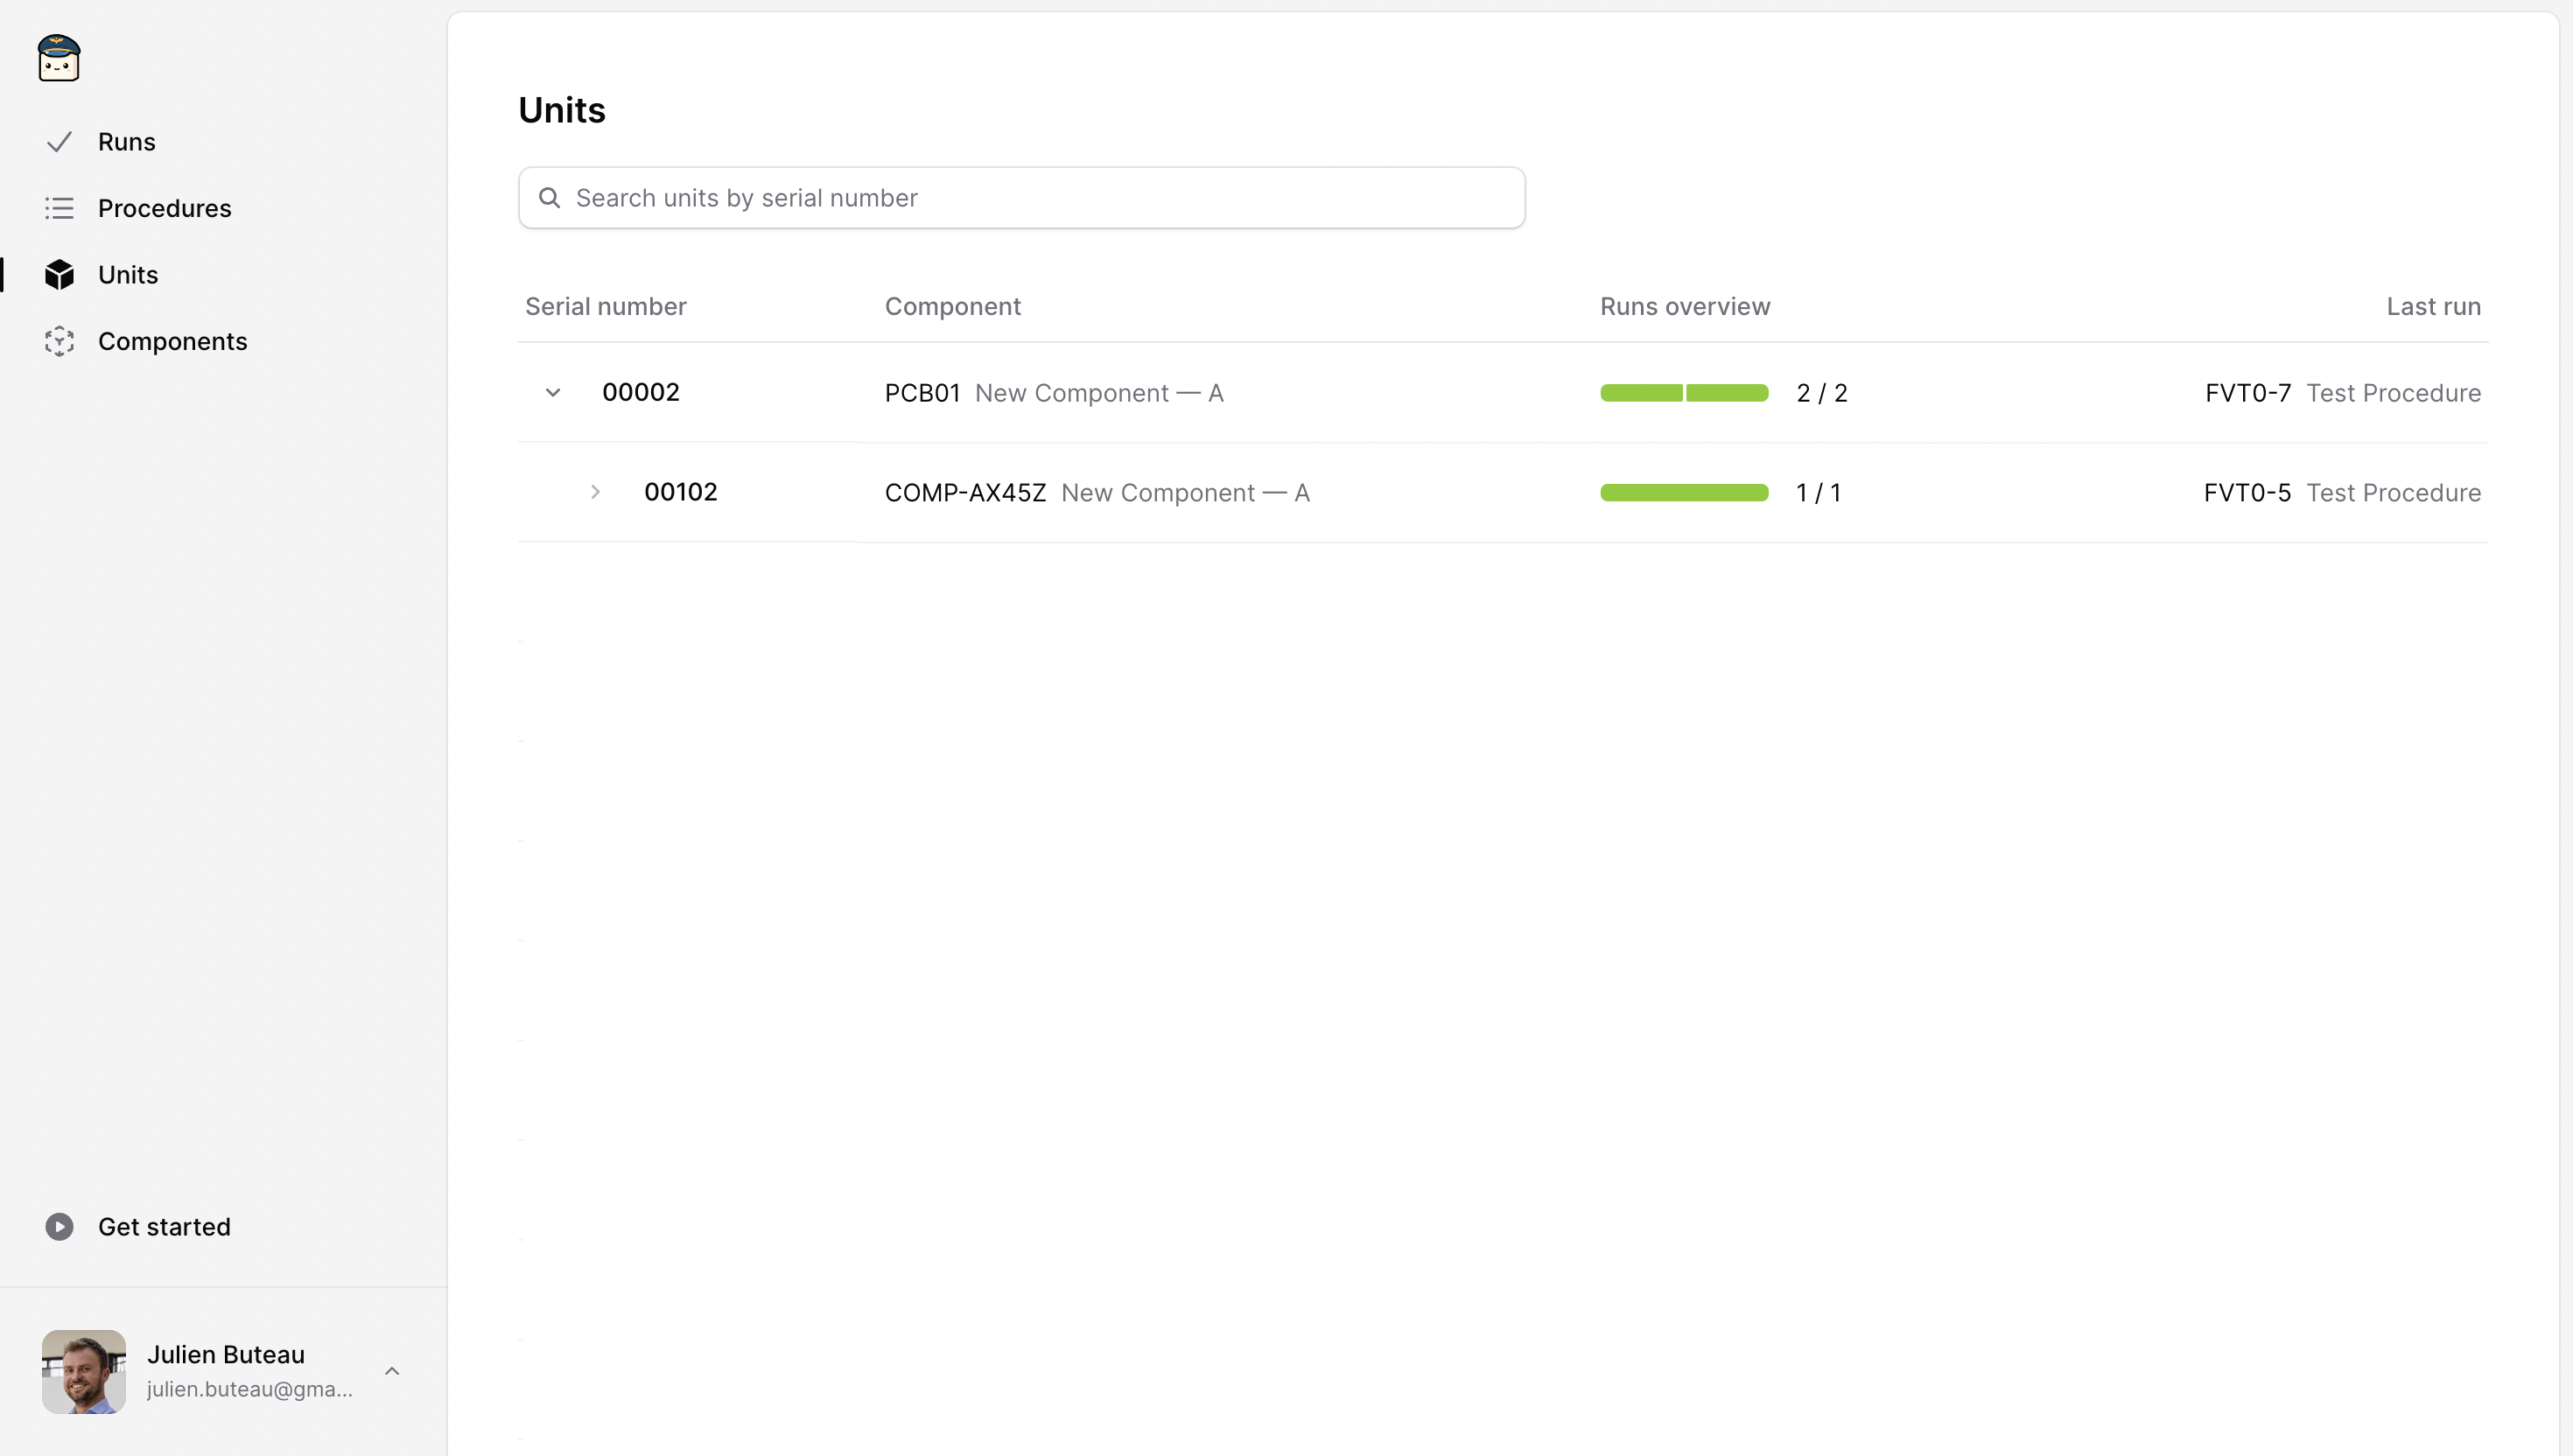 Runs
Procedures
Units
Components
Get started
Julien Buteau
julien.buteau@gma...
Units
Search units by serial number
Serial number Component Runs overview Last run
00002 PCB01 New Component — A 2 / 2 FVT0-7 Test Procedure
00102 COMP-AX45Z New Component — A 1 / 1 FVT0-5 Test Procedure